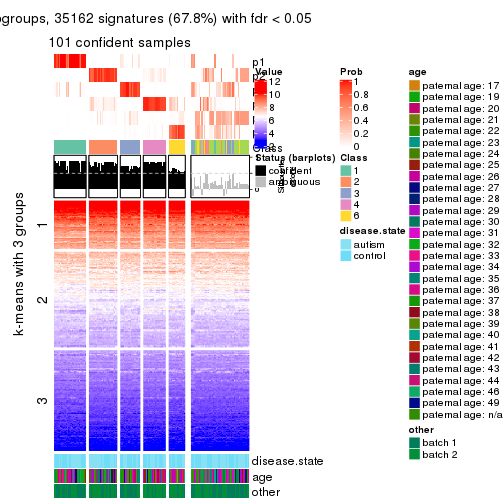 ogroups, 35162 signatures (67.8%) with fdr < 0.05
101 confident samples
p1
Value
12
10
8
6
4
2
0
Prob
1
0.8
0.6
0.4
0.2
0
Class
Status (barplots)
confident
ambiguous
Class
1
2
3
4
6
disease.state
autism
control
age
paternal age: 17
paternal age: 19
paternal age: 20
paternal age: 21
paternal age: 22
paternal age: 23
paternal age: 24
paternal age: 25
paternal age: 26
paternal age: 27
paternal age: 28
paternal age: 29
paternal age: 30
paternal age: 31
paternal age: 32
paternal age: 33
paternal age: 34
paternal age: 35
paternal age: 36
paternal age: 37
paternal age: 38
paternal age: 39
paternal age: 40
paternal age: 41
paternal age: 42
paternal age: 43
paternal age: 44
paternal age: 46
paternal age: 49
paternal age: n/a
other
batch 1
batch 2
k-means with 3 groups
1
2
3
disease.state
age
other